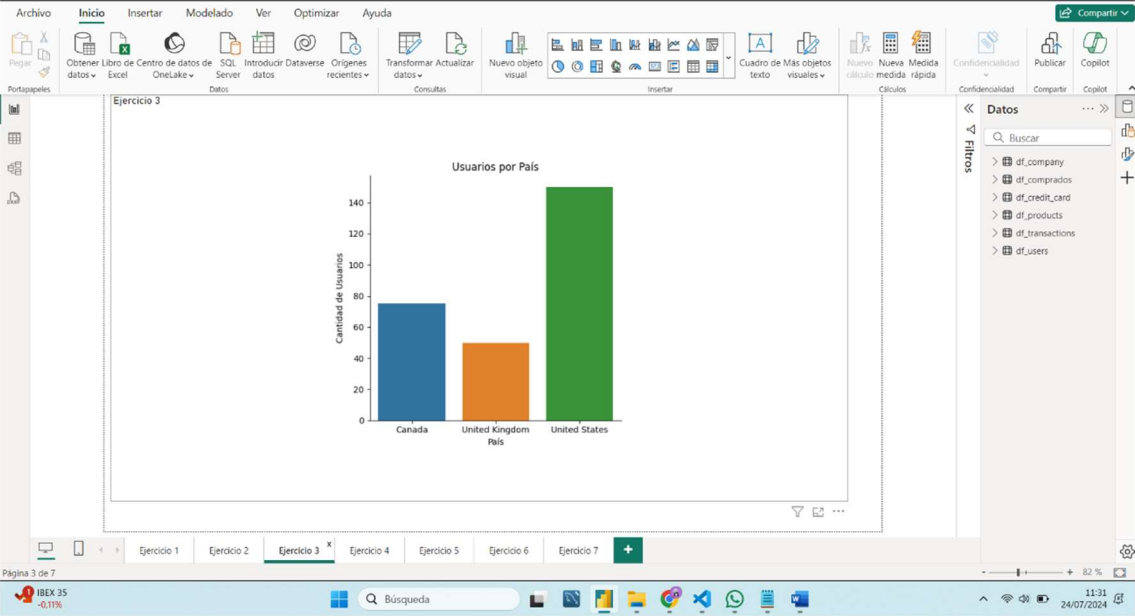 Archivo Inicio Insertar Modelado Ver Optimizar Ayuda Compartir
Pegar
Obtener datos
Libro de Excel
Centro de datos de OneLake
SQL Server
Introducir datos
Dataverse
Orígenes recientes
Transformar datos
Actualizar
Nuevo objeto visual
Cuadro de texto
Más objetos visuales
Nuevo cálculo
Nueva medida
Medida rápida
Confidencialidad
Publicar
Copilot
Portapapeles Datos Consultas Insertar Cálculos Confidencialidad Compartir Copilot
Ejercicio 3
Usuarios por País
Cantidad de Usuarios
140
120
100
80
60
40
20
0
Canada United Kingdom United States
País
Filtros
Datos
Buscar
df_company
df_comprados
df_credit_card
df_products
df_transactions
df_users
Ejercicio 1 Ejercicio 2 Ejercicio 3 x Ejercicio 4 Ejercicio 5 Ejercicio 6 Ejercicio 7 +
Página 3 de 7 - + 82 %
1
IBEX 35
-0,11%
Búsqueda
11:31
24/07/2024